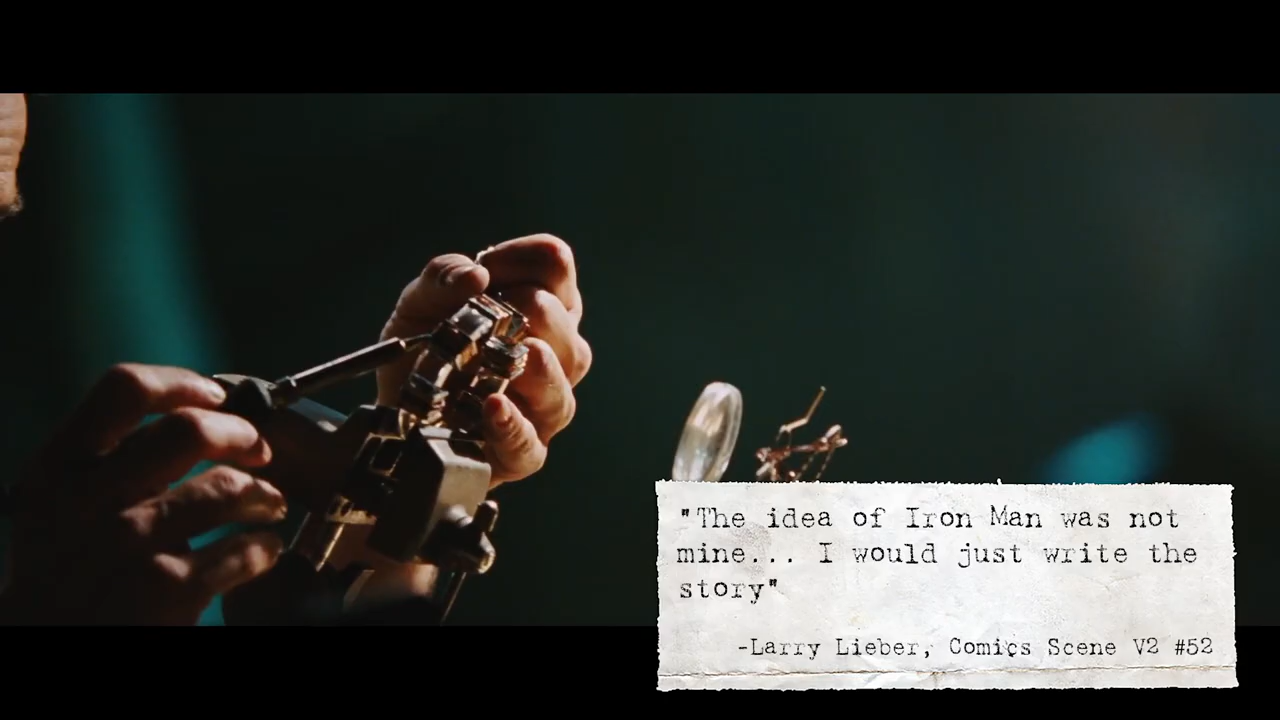 "The idea of Iron Man was not
mine... I would just write the
story"
-Larry Lieber, Comics Scene V2 #52